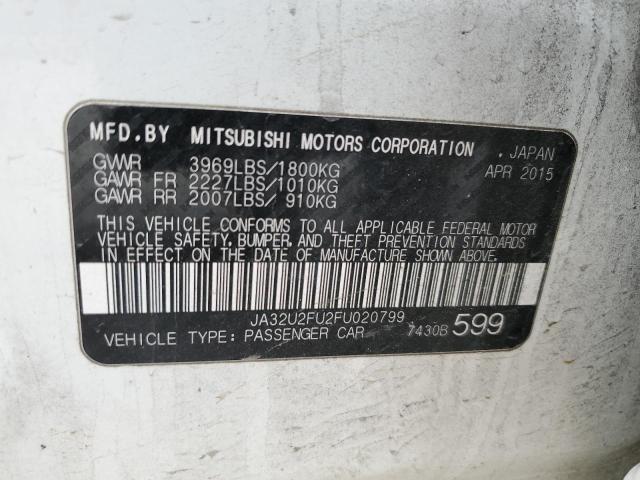 MFD.BY MITSUBISHI MOTORS CORPORATION , JAPAN
GVWR 3969LBS/1800KG APR 2015
GAWR FR 2227LBS/1010KG
GAWR RR 2007LBS/ 910KG
THIS VEHICLE CONFORMS TO ALL APPLICABLE FEDERAL MOTOR
VEHICLE SAFETY, BUMPER, AND THEFT PREVENTION STANDARDS
IN EFFECT ON THE DATE OF MANUFACTURE SHOWN ABOVE.
JA32U2FU2FU020799
VEHICLE TYPE: PASSENGER CAR 7430B 599